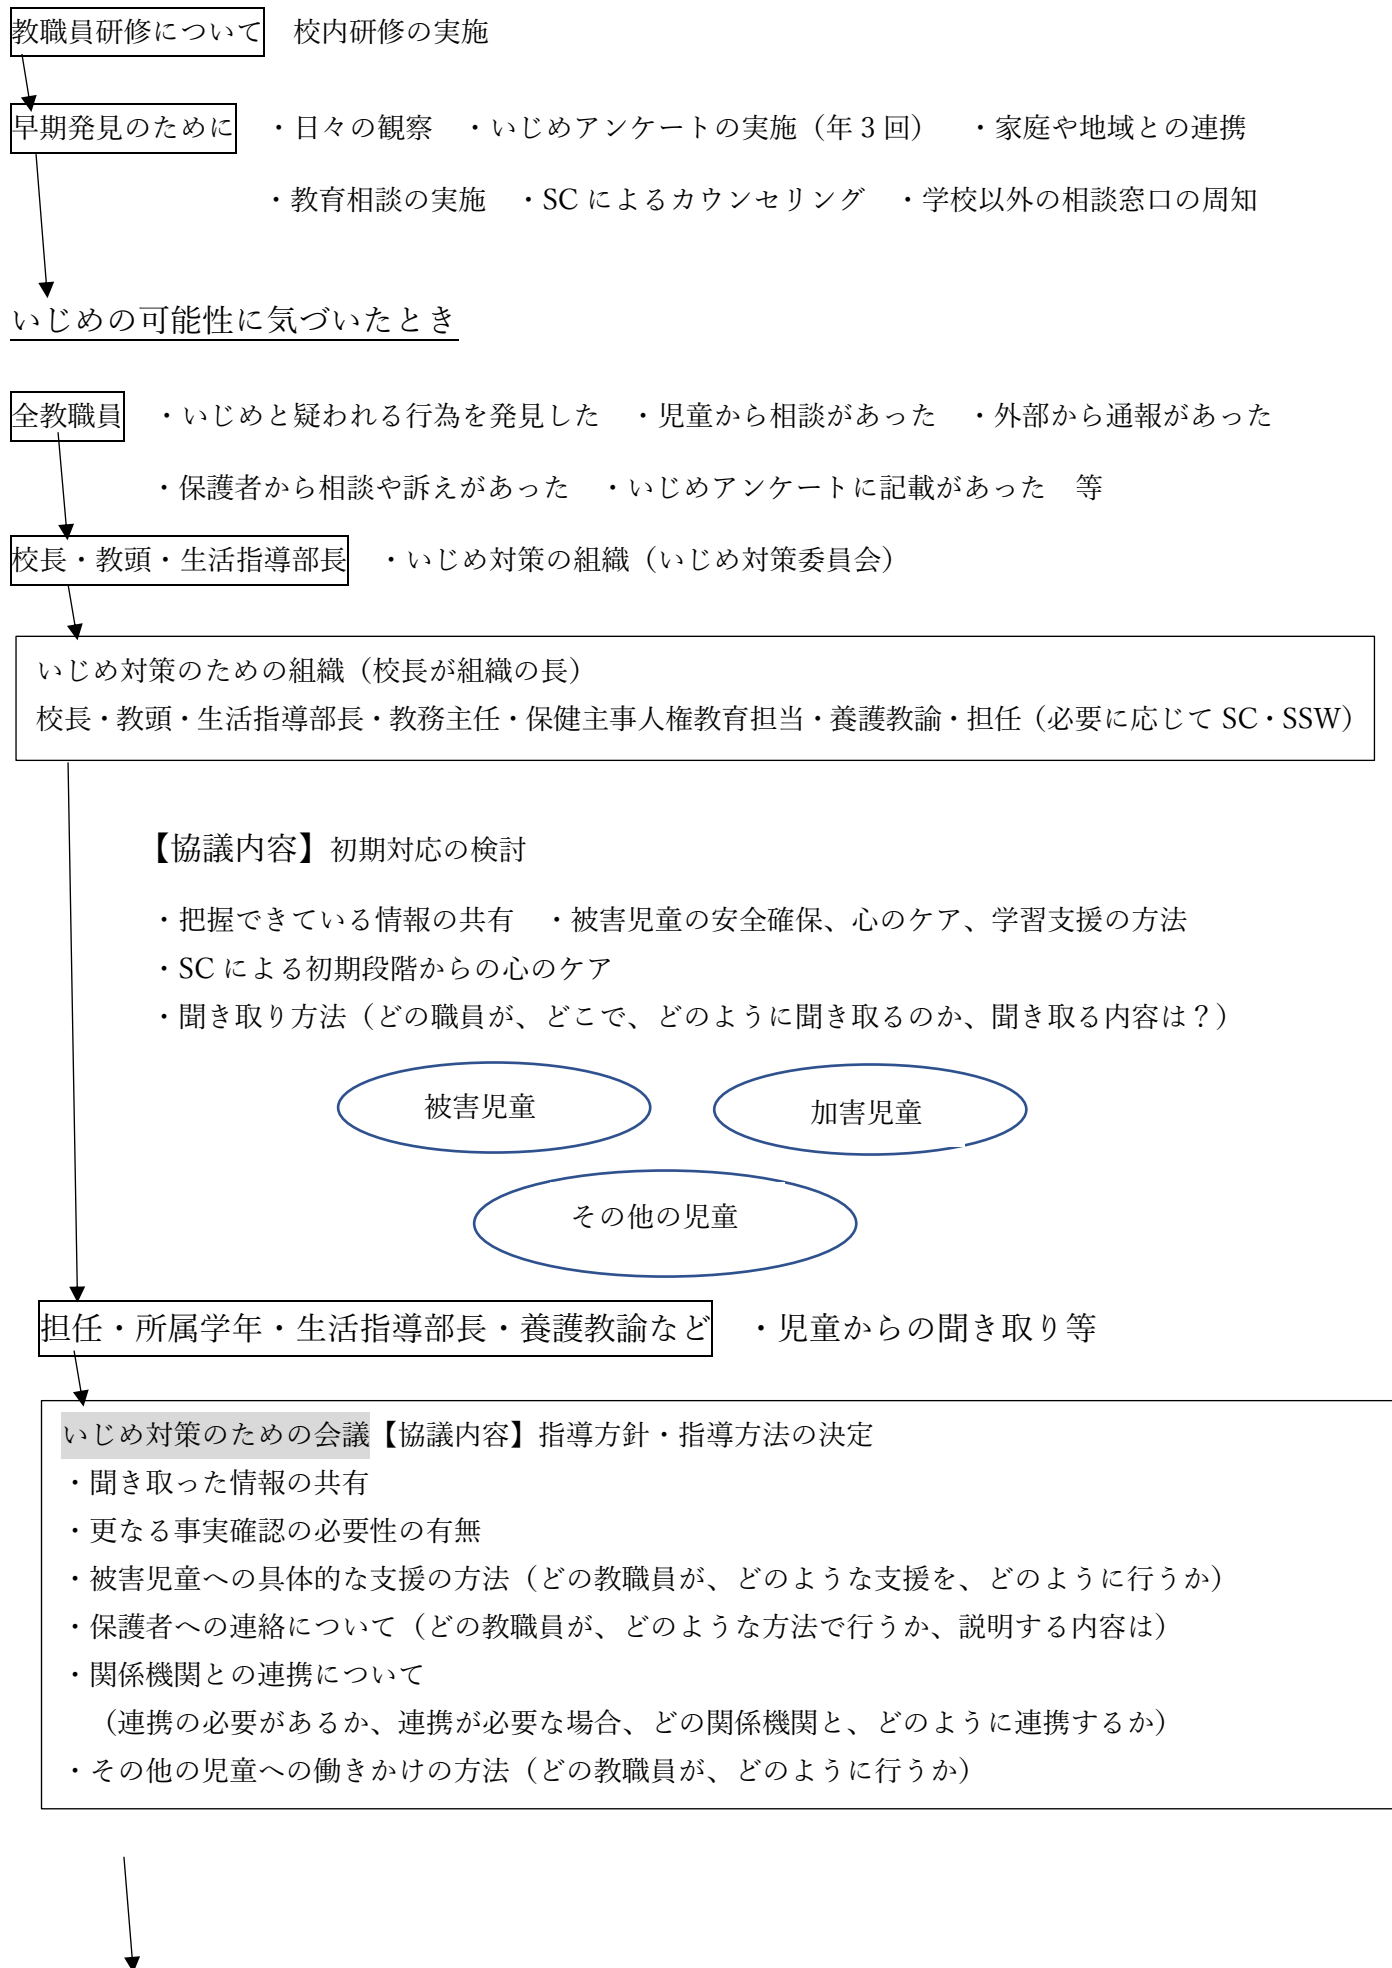 教職員研修について　校内研修の実施
早期発見のために　・日々の観察　・いじめアンケートの実施（年３回）　・家庭や地域との連携
・教育相談の実施　・SC によるカウンセリング　・学校以外の相談窓口の周知
いじめの可能性に気づいたとき
全教職員　・いじめと疑われる行為を発見した　・児童から相談があった　・外部から通報があった
・保護者から相談や訴えがあった　・いじめアンケートに記載があった　等
校長・教頭・生活指導部長　・いじめ対策の組織（いじめ対策委員会）
いじめ対策のための組織（校長が組織の長）
校長・教頭・生活指導部長・教務主任・保健主事人権教育担当・養護教諭・担任（必要に応じて SC・SSW）
【協議内容】初期対応の検討
・把握できている情報の共有　・被害児童の安全確保、心のケア、学習支援の方法
・SC による初期段階からの心のケア
・聞き取り方法（どの職員が、どこで、どのように聞き取るのか、聞き取る内容は？）
被害児童
加害児童
その他の児童
担任・所属学年・生活指導部長・養護教諭など　・児童からの聞き取り等
いじめ対策のための会議【協議内容】指導方針・指導方法の決定
・聞き取った情報の共有
・更なる事実確認の必要性の有無
・被害児童への具体的な支援の方法（どの教職員が、どのような支援を、どのように行うか）
・保護者への連絡について（どの教職員が、どのような方法で行うか、説明する内容は）
・関係機関との連携について
（連携の必要があるか、連携が必要な場合、どの関係機関と、どのように連携するか）
・その他の児童への働きかけの方法（どの教職員が、どのように行うか）